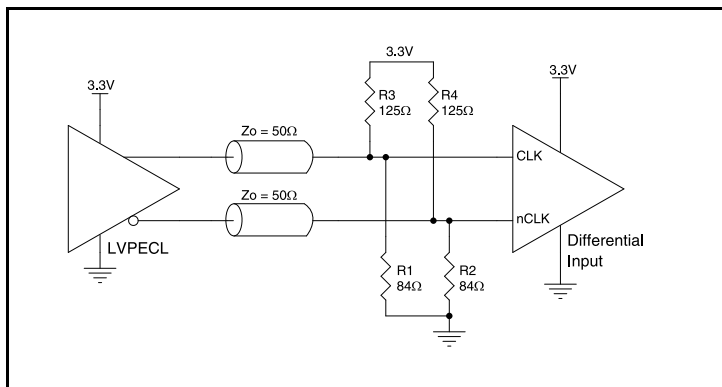 3.3V
3.3V
3.3V
R3
125Ω
R4
125Ω
Zo = 50Ω
CLK
Zo = 50Ω
nCLK
LVPECL
Differential
Input
R1
84Ω
R2
84Ω